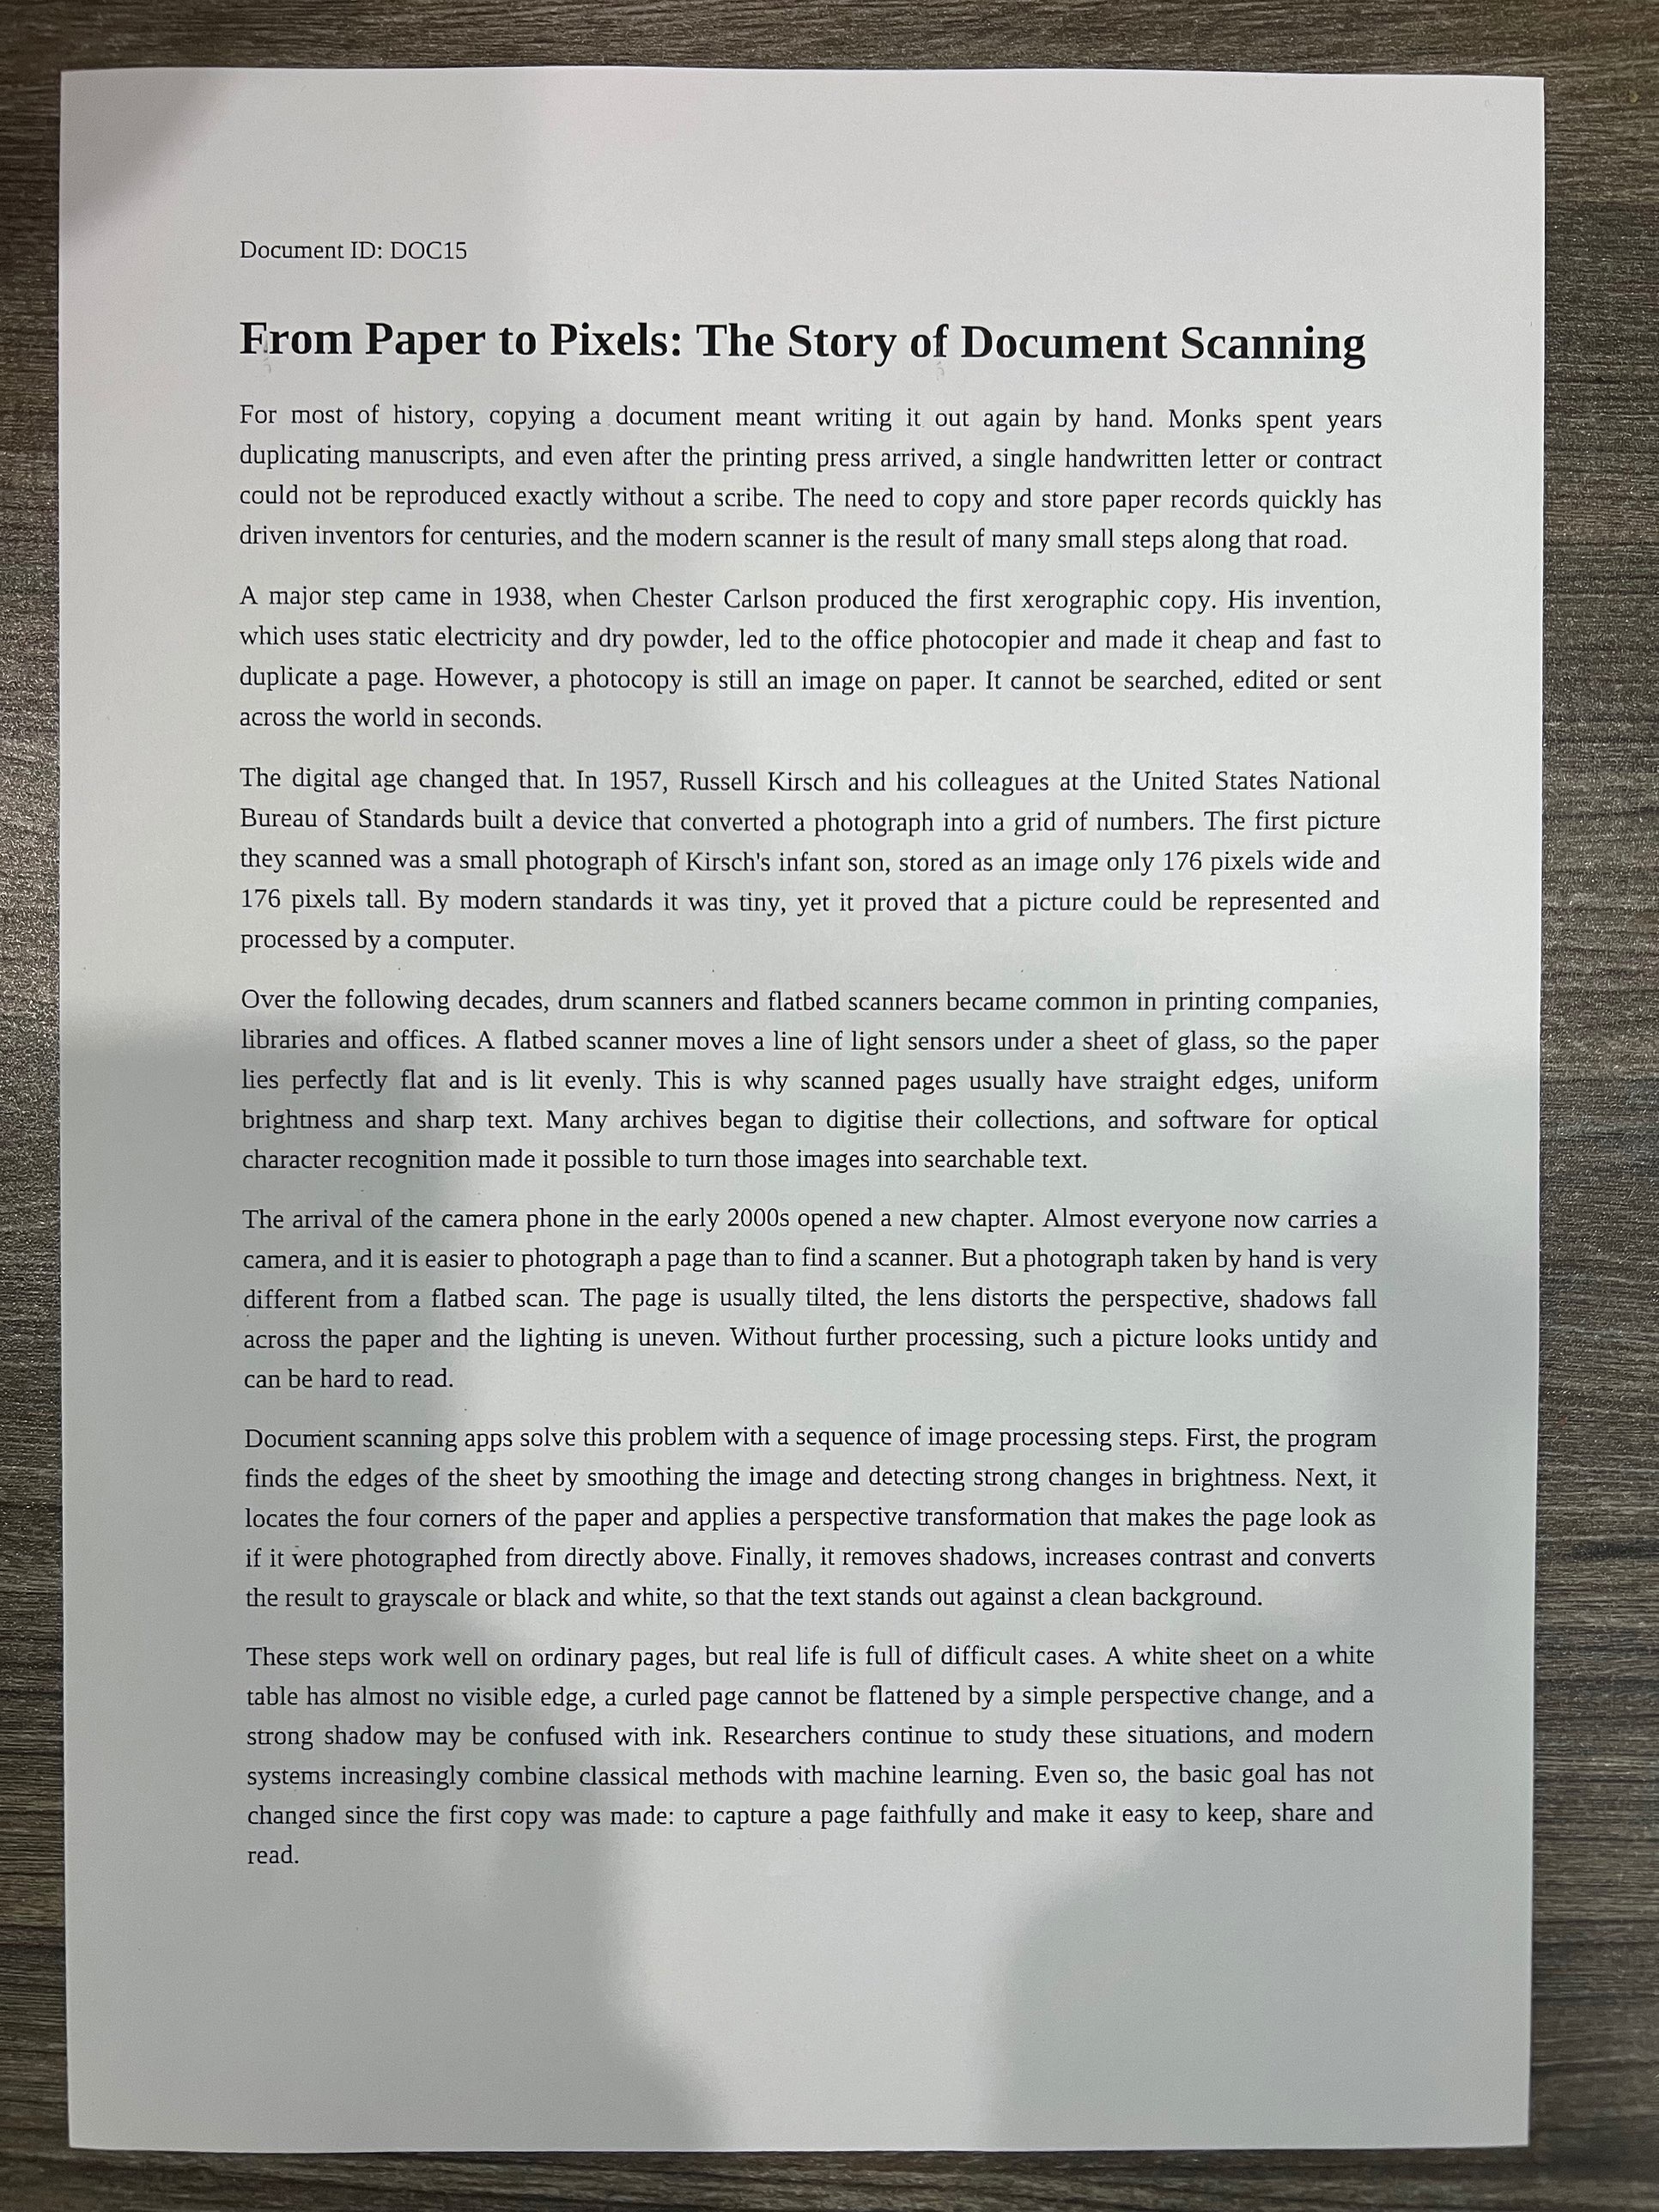 Document ID: DOC15
From Paper to Pixels: The Story of Document Scanning
For most of history, copying a document meant writing it out again by hand. Monks spent years
duplicating manuscripts, and even after the printing press arrived, a single handwritten letter or contract
could not be reproduced exactly without a scribe. The need to copy and store paper records quickly has
driven inventors for centuries, and the modern scanner is the result of many small steps along that road.
A major step came in 1938, when Chester Carlson produced the first xerographic copy. His invention,
which uses static electricity and dry powder, led to the office photocopier and made it cheap and fast to
duplicate a page. However, a photocopy is still an image on paper. It cannot be searched, edited or sent
across the world in seconds.
The digital age changed that. In 1957, Russell Kirsch and his colleagues at the United States National
Bureau of Standards built a device that converted a photograph into a grid of numbers. The first picture
they scanned was a small photograph of Kirsch's infant son, stored as an image only 176 pixels wide and
176 pixels tall. By modern standards it was tiny, yet it proved that a picture could be represented and
processed by a computer.
Over the following decades, drum scanners and flatbed scanners became common in printing companies,
libraries and offices. A flatbed scanner moves a line of light sensors under a sheet of glass, so the paper
lies perfectly flat and is lit evenly. This is why scanned pages usually have straight edges, uniform
brightness and sharp text. Many archives began to digitise their collections, and software for optical
character recognition made it possible to turn those images into searchable text.
The arrival of the camera phone in the early 2000s opened a new chapter. Almost everyone now carries a
camera, and it is easier to photograph a page than to find a scanner. But a photograph taken by hand is very
different from a flatbed scan. The page is usually tilted, the lens distorts the perspective, shadows fall
across the paper and the lighting is uneven. Without further processing, such a picture looks untidy and
can be hard to read.
Document scanning apps solve this problem with a sequence of image processing steps. First, the program
finds the edges of the sheet by smoothing the image and detecting strong changes in brightness. Next, it
locates the four corners of the paper and applies a perspective transformation that makes the page look as
if it were photographed from directly above. Finally, it removes shadows, increases contrast and converts
the result to grayscale or black and white, so that the text stands out against a clean background.
These steps work well on ordinary pages, but real life is full of difficult cases. A white sheet on a white
table has almost no visible edge, a curled page cannot be flattened by a simple perspective change, and a
strong shadow may be confused with ink. Researchers continue to study these situations, and modern
systems increasingly combine classical methods with machine learning. Even so, the basic goal has not
changed since the first copy was made: to capture a page faithfully and make it easy to keep, share and
read.